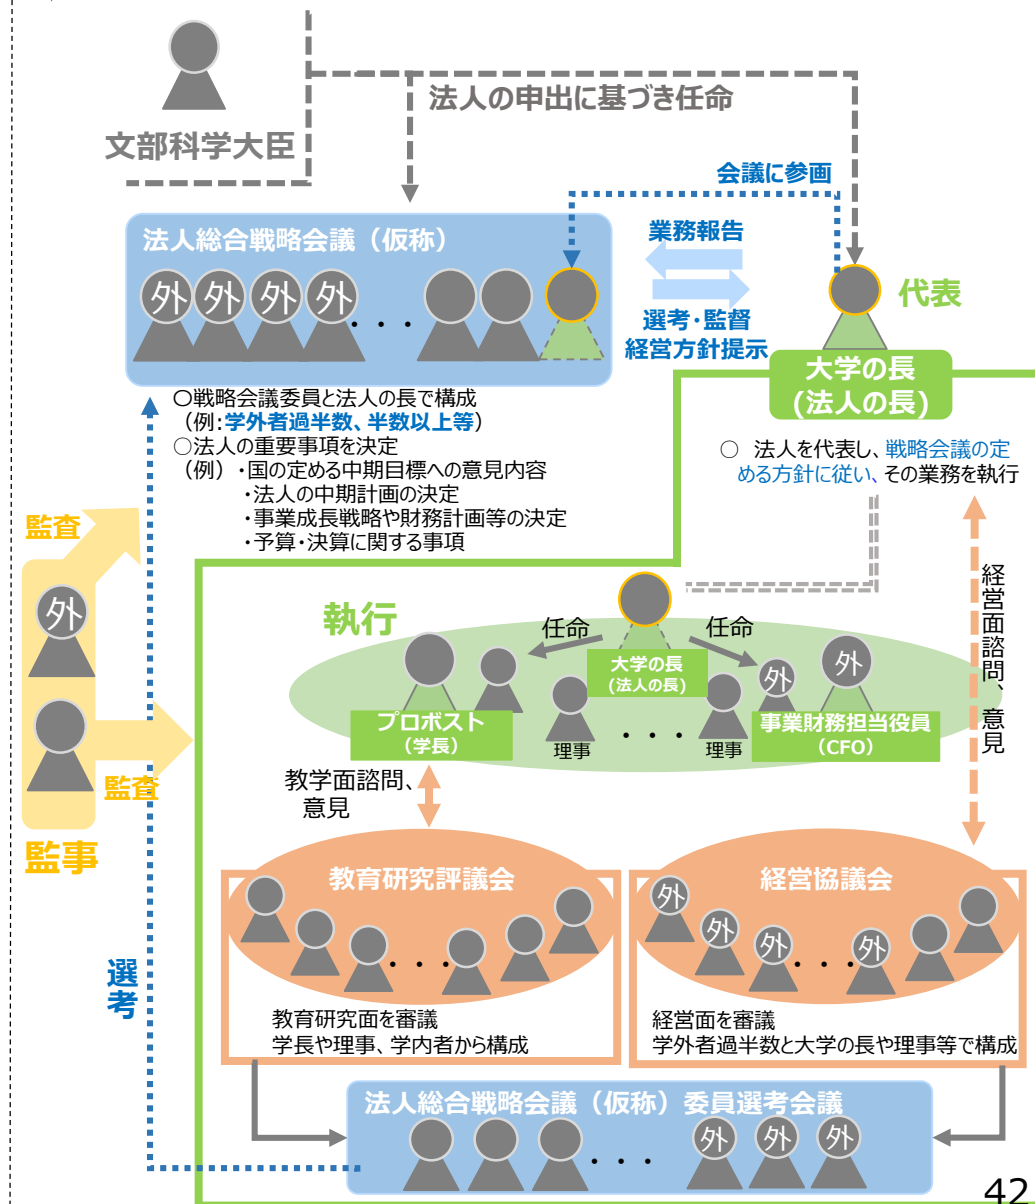 文部科学大臣
法人の申出に基づき任命
会議に参画
法人総合戦略会議（仮称）
外 外 外 外 ・・・
業務報告
選考・監督
経営方針提示
代表
大学の長
(法人の長)
〇戦略会議委員と法人の長で構成
（例:学外者過半数、半数以上等）
○法人の重要事項を決定
（例）・国の定める中期目標への意見内容
・法人の中期計画の決定
・事業成長戦略や財務計画等の決定
・予算・決算に関する事項
○ 法人を代表し、戦略会議の定
める方針に従い、その業務を執行
監査
外
監査
監事
選考
執行
任命
任命
大学の長
(法人の長)
外
外
プロボスト
（学長）
理事
・・・
理事
事業財務担当役員
（CFO）
経営面諮問、意見
教学面諮問、
意見
教育研究評議会
・・・
教育研究面を審議
学長や理事、学内者から構成
経営協議会
外 外 外 ・・・ 外
経営面を審議
学外者過半数と大学の長や理事等で構成
法人総合戦略会議（仮称）委員選考会議
・・・ 外 外 外
42